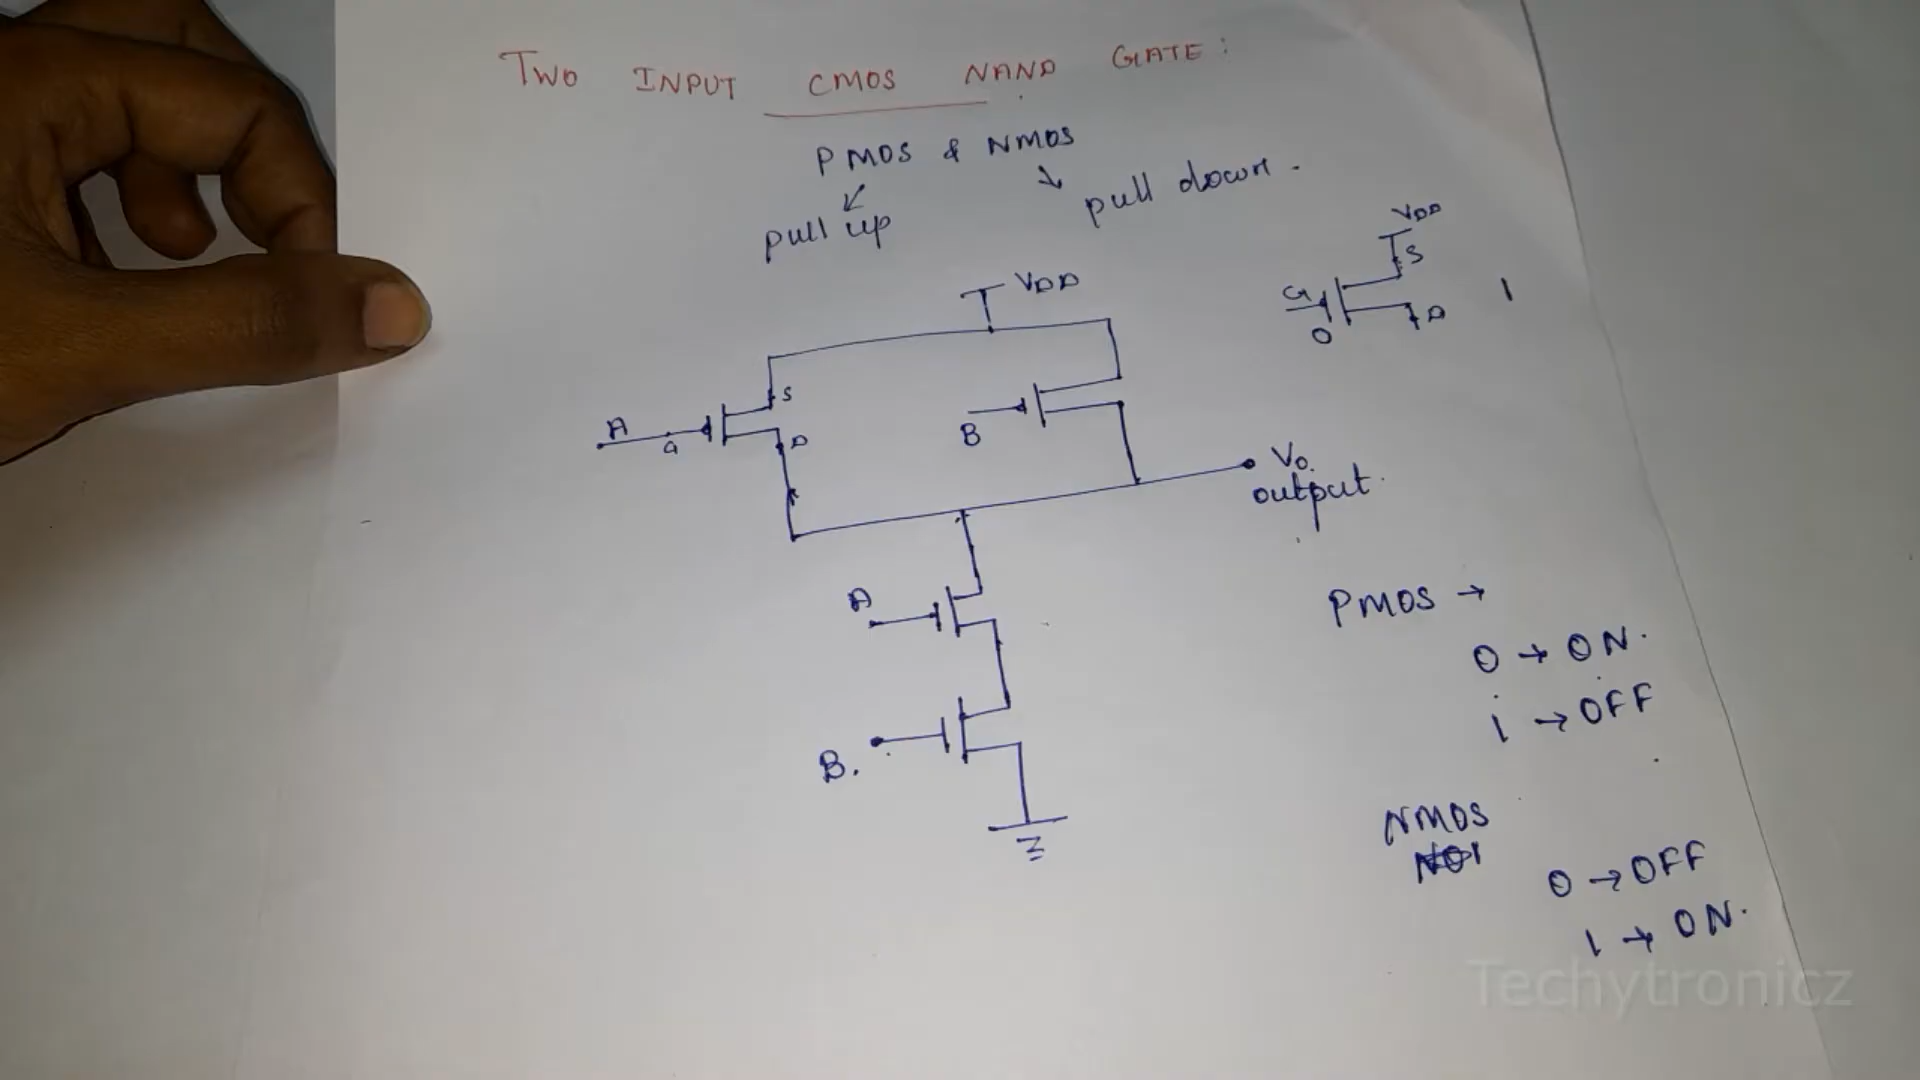 TWO INPUT CMOS NAND GATE:
PMOS & NMOS
pull up
pull down.
VDD
S
G
D
0
1
VDD
A
G
S
D
B
Vo.
output.
A
B.
PMOS →
0 → ON.
1 → OFF
NMOS
0 → OFF
1 → ON.
Techytronicz